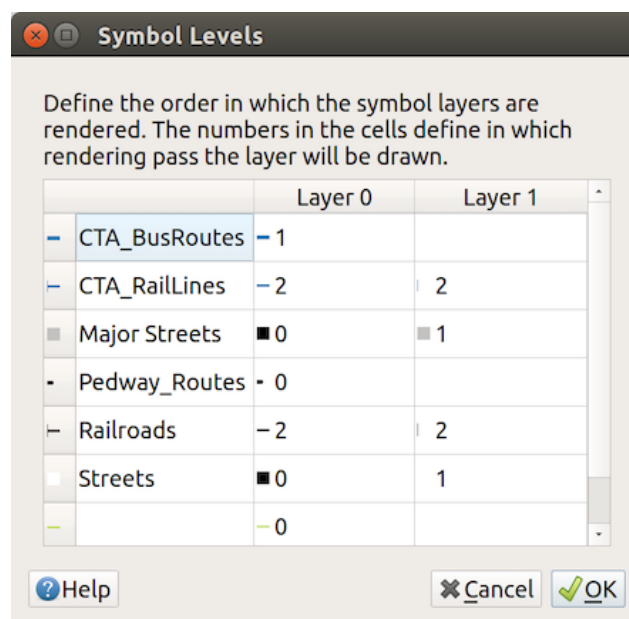 Symbol Levels
Define the order in which the symbol layers are
rendered. The numbers in the cells define in which
rendering pass the layer will be drawn.
Layer 0 Layer 1
CTA_BusRoutes 1
CTA_RailLines 2 2
Major Streets 0 1
Pedway_Routes 0
Railroads 2 2
Streets 0 1
0
Help Cancel OK